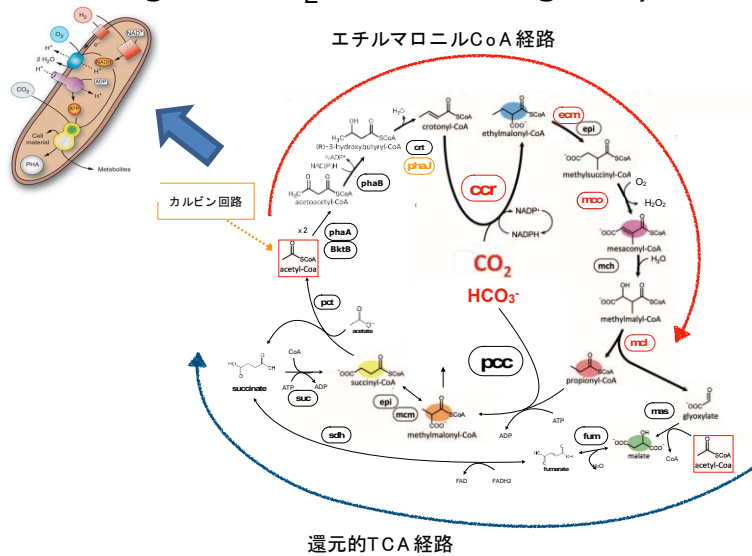 エチルマロニルCoA経路
H₂
O₂
NAD⁺
e⁻
H⁺
2 H₂O
NADH
H⁺
H⁺
ADP
H⁺
ATP
CO₂
Cell
material
PHA
Metabolites
カルビン回路
H₂O
crotonyl-CoA
ethylmalonyl-CoA
ecm
epi
(R)-3-hydroxybutyryl-CoA
crt
phaJ
methylsuccinyl-CoA
NADP⁺
NAD(P)H
phaB
ccr
mco
O₂
H₂O₂
acetoacetyl-CoA
NADP⁺
NADPH
mesaconyl-CoA
x 2
phaA
BktB
acetyl-Coa
CO₂
HCO₃⁻
mch
H₂O
methylmalyl-CoA
pct
acetate
mcl
pcc
succinate
CoA
ATP
ADP
suc
succinyl-CoA
propionyl-CoA
glyoxylate
epi
mcm
methylmalonyl-CoA
ADP
ATP
mas
sdh
fum
malate
CoA
acetyl-Coa
FAD
FADH2
fumarate
H₂O
還元的TCA経路